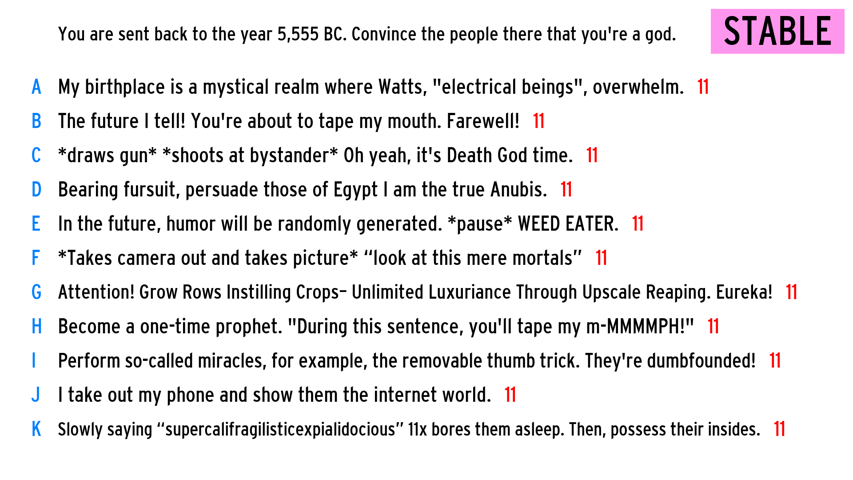 You are sent back to the year 5,555 BC. Convince the people there that you're a god.
STABLE
A My birthplace is a mystical realm where Watts, "electrical beings", overwhelm. 11
B The future I tell! You're about to tape my mouth. Farewell! 11
C *draws gun* *shoots at bystander* Oh yeah, it's Death God time. 11
D Bearing fursuit, persuade those of Egypt I am the true Anubis. 11
E In the future, humor will be randomly generated. *pause* WEED EATER. 11
F *Takes camera out and takes picture* “look at this mere mortals” 11
G Attention! Grow Rows Instilling Crops– Unlimited Luxuriance Through Upscale Reaping. Eureka! 11
H Become a one-time prophet. "During this sentence, you'll tape my m-MMMMPH!" 11
I Perform so-called miracles, for example, the removable thumb trick. They're dumbfounded! 11
J I take out my phone and show them the internet world. 11
K Slowly saying “supercalifragilisticexpialidocious” 11x bores them asleep. Then, possess their insides. 11